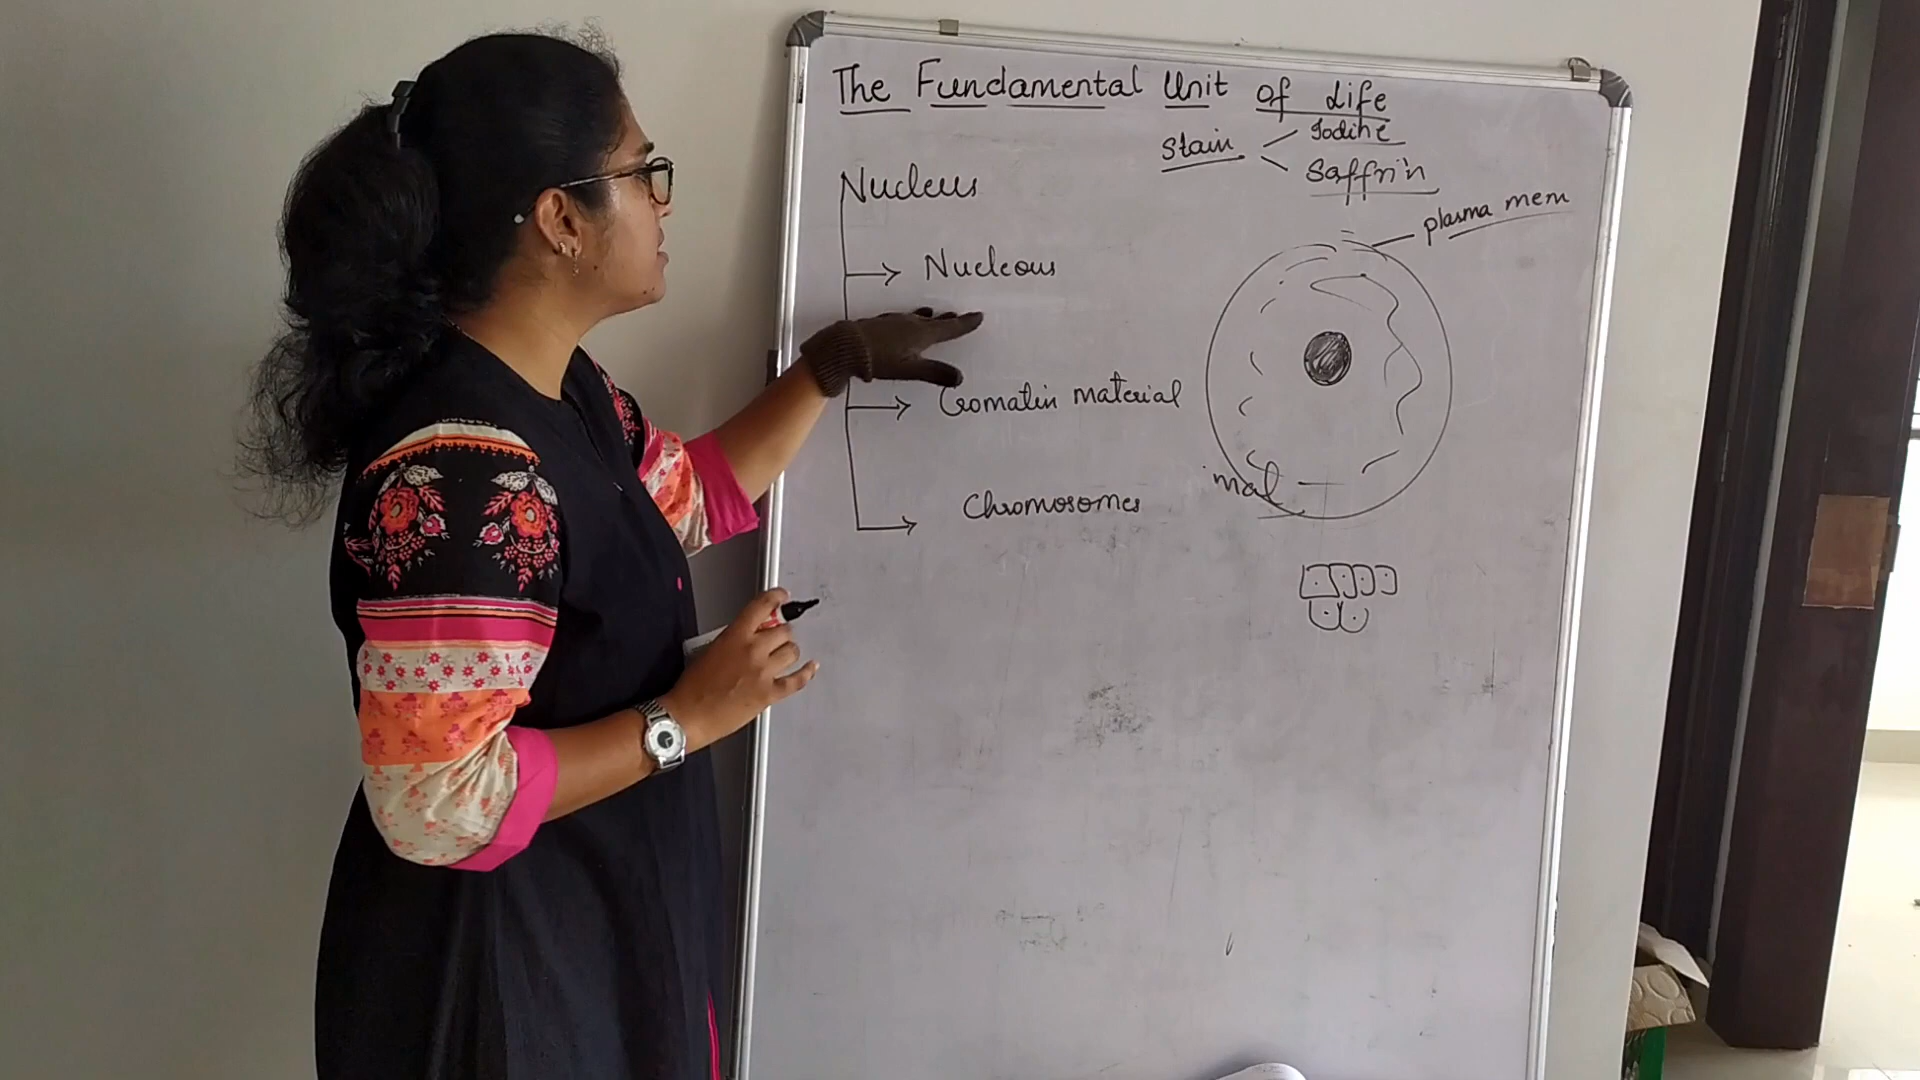 The Fundamental Unit of Life
Stain
Iodine
Saffrin
Nucleus
plasma mem
Nucleous
Cromatin material
mat
Chromosomes